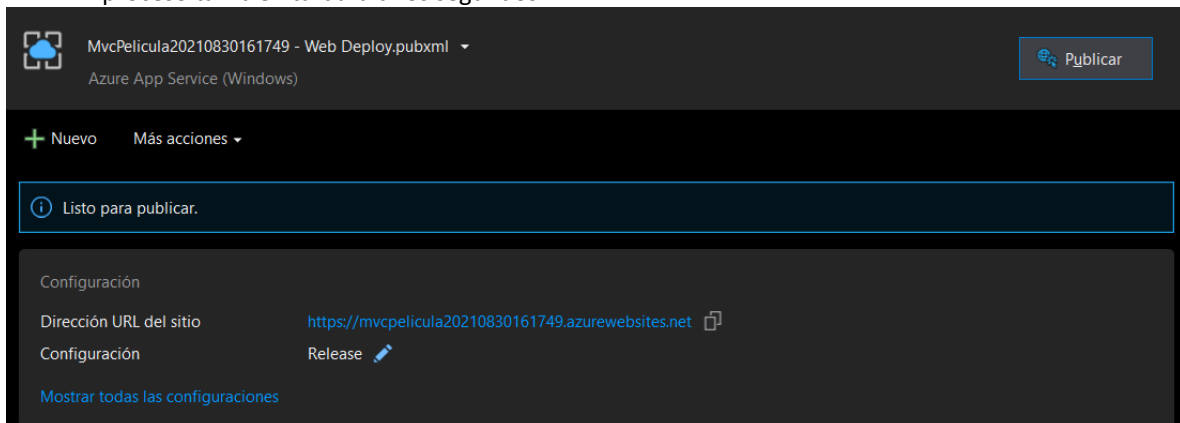 MvcPelicula20210830161749 - Web Deploy.pubxml
Azure App Service (Windows)
Publicar
Nuevo Más acciones
Listo para publicar.
Configuración
Dirección URL del sitio https://mvcpelicula20210830161749.azurewebsites.net
Configuración Release
Mostrar todas las configuraciones